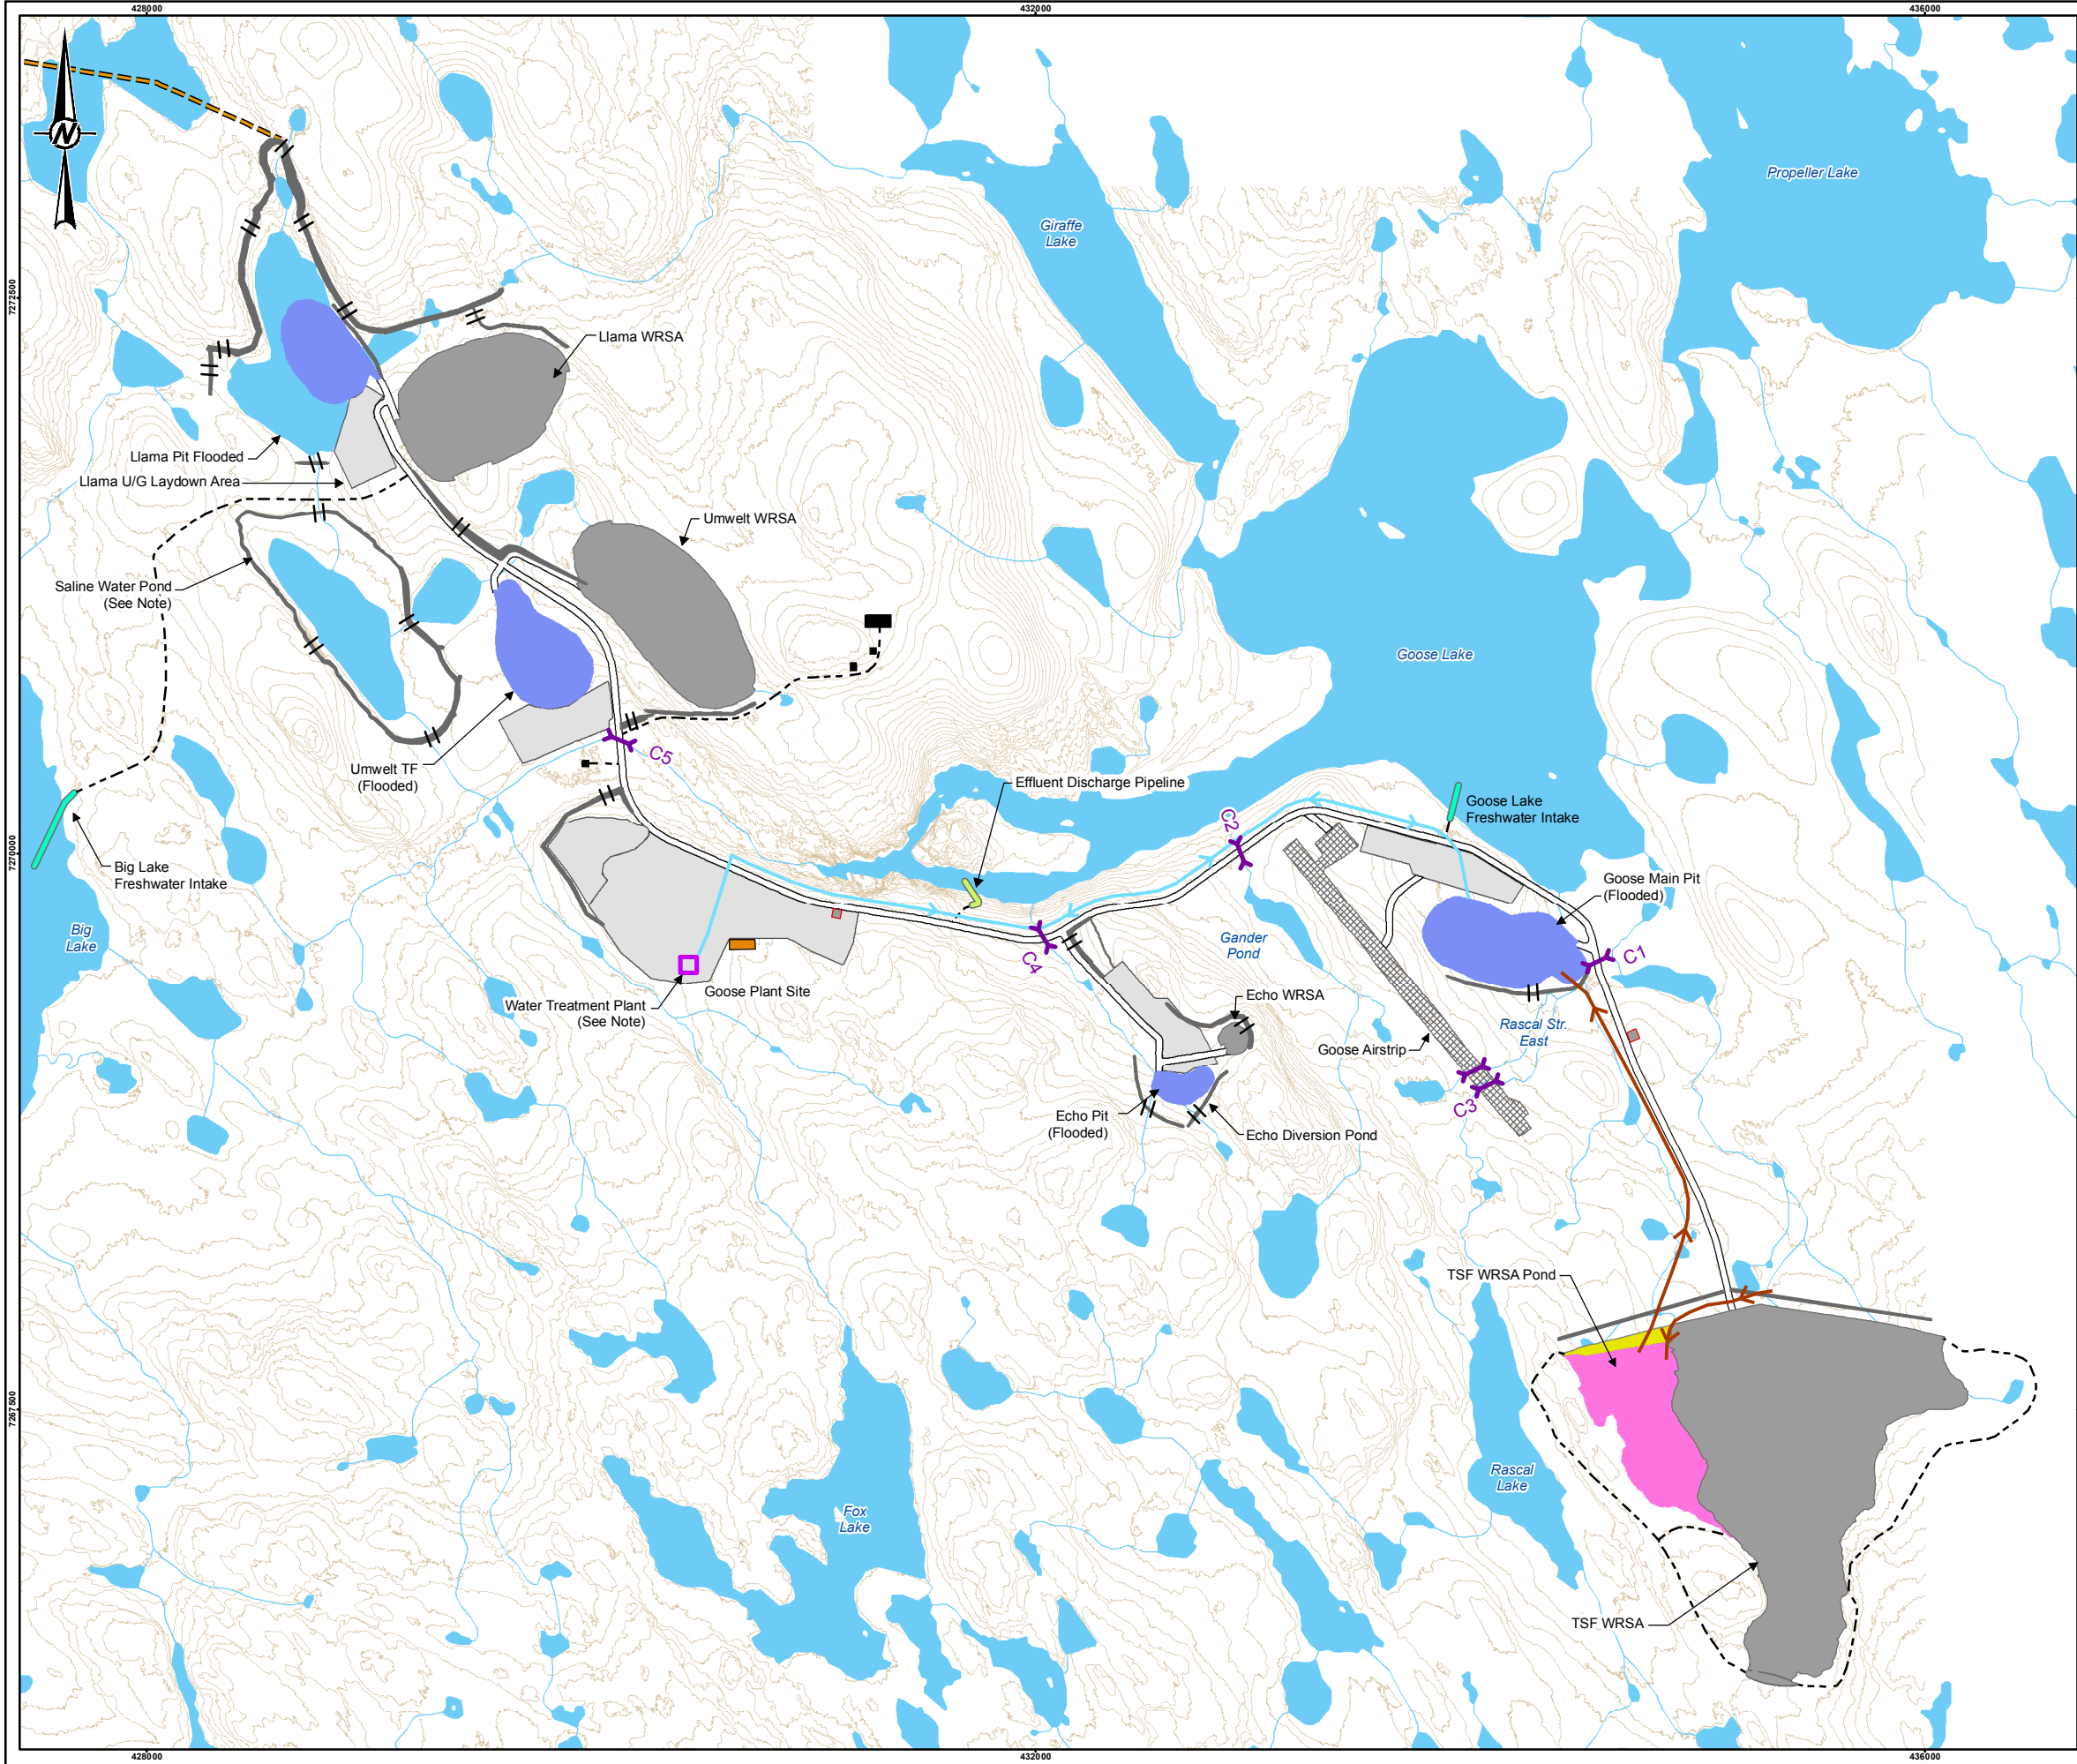 428000
432000
436000
N
Propeller Lake
Giraffe
Lake
7272500
Llama WRSA
Llama Pit Flooded
Llama U/G Laydown Area
Umwelt WRSA
Saline Water Pond
(See Note)
Goose Lake
C5
Umwelt TF
(Flooded)
Effluent Discharge Pipeline
Goose Lake
Freshwater Intake
C2
7270000
Big Lake
Freshwater Intake
Goose Main Pit
(Flooded)
Big
Lake
Gander
Pond
C4
C1
Goose Plant Site
Water Treatment Plant
(See Note)
Echo WRSA
Rascal Str.
East
Goose Airstrip
C3
Echo Pit
(Flooded)
Echo Diversion Pond
TSF WRSA Pond
7267500
Rascal
Lake
Fox
Lake
TSF WRSA
428000
432000
436000